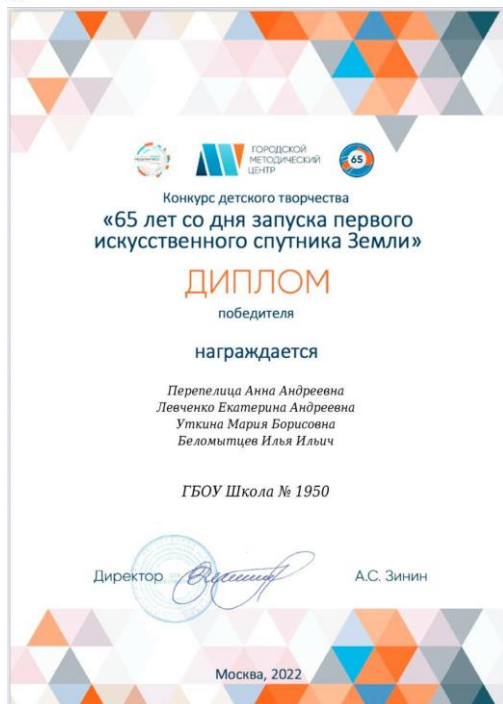 ГОРОДСКОЙ
МЕТОДИЧЕСКИЙ
ЦЕНТР
65
Конкурс детского творчества
«65 лет со дня запуска первого
искусственного спутника Земли»
ДИПЛОМ
победителя
награждается
Перепелица Анна Андреевна
Левченко Екатерина Андреевна
Уткина Мария Борисовна
Беломытцев Илья Ильич
ГБОУ Школа № 1950
Директор А.С. Зинин
Москва, 2022